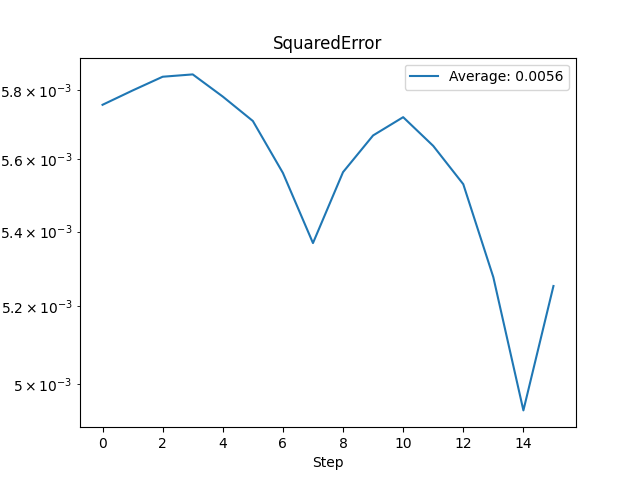 SquaredError
Average: 0.0056
5.8 × 10⁻³
5.6 × 10⁻³
5.4 × 10⁻³
5.2 × 10⁻³
5 × 10⁻³
0 2 4 6 8 10 12 14
Step